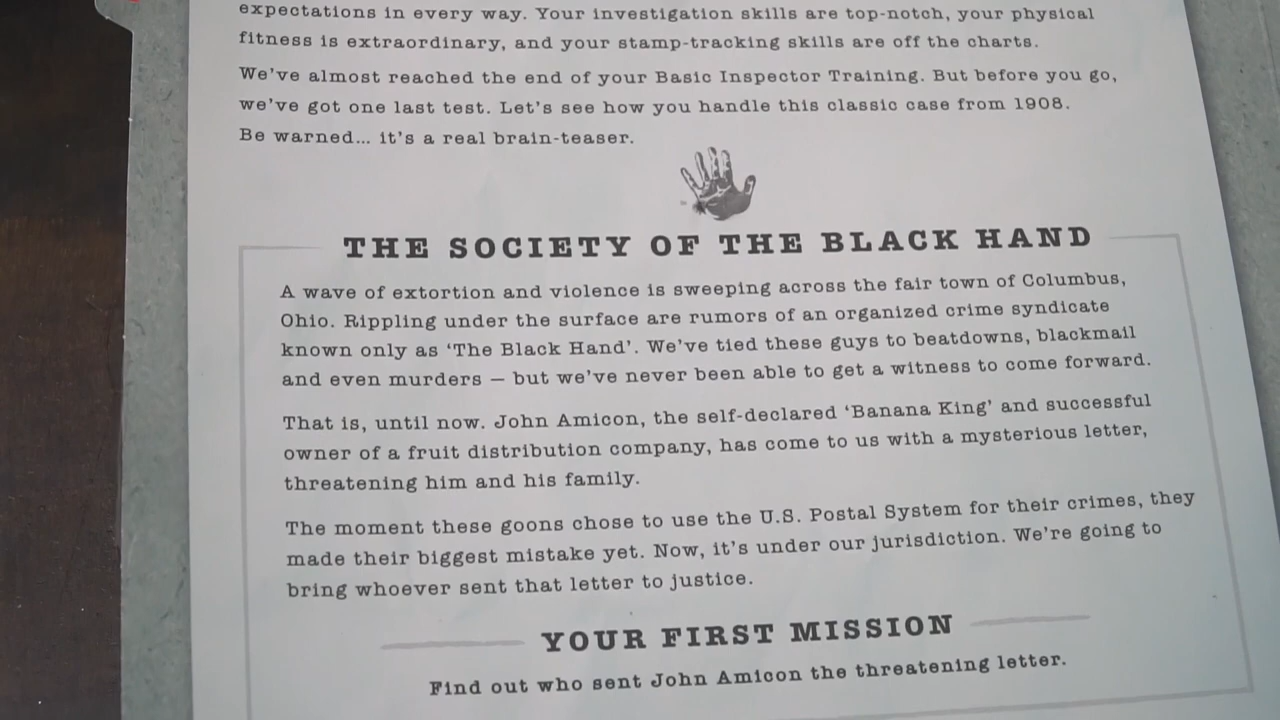 expectations in every way. Your investigation skills are top-notch, your physical
fitness is extraordinary, and your stamp-tracking skills are off the charts.
We've almost reached the end of your Basic Inspector Training. But before you go,
we've got one last test. Let's see how you handle this classic case from 1908.
Be warned... it's a real brain-teaser.
THE SOCIETY OF THE BLACK HAND
A wave of extortion and violence is sweeping across the fair town of Columbus,
Ohio. Rippling under the surface are rumors of an organized crime syndicate
known only as 'The Black Hand'. We've tied these guys to beatdowns, blackmail
and even murders — but we've never been able to get a witness to come forward.
That is, until now. John Amicon, the self-declared 'Banana King' and successful
owner of a fruit distribution company, has come to us with a mysterious letter,
threatening him and his family.
The moment these goons chose to use the U.S. Postal System for their crimes, they
made their biggest mistake yet. Now, it's under our jurisdiction. We're going to
bring whoever sent that letter to justice.
YOUR FIRST MISSION
Find out who sent John Amicon the threatening letter.